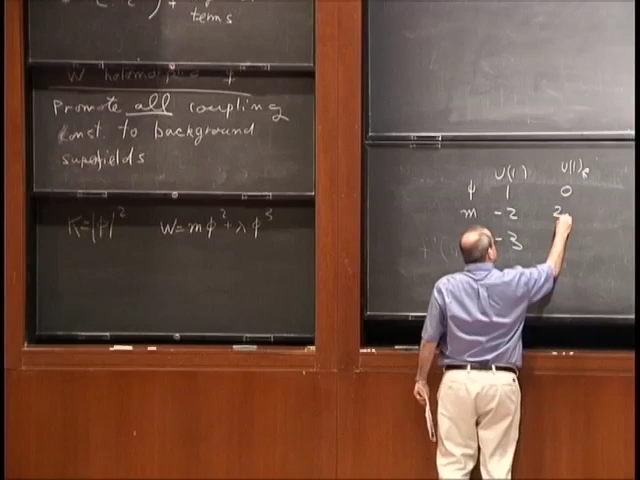 terms
W holomorphic φ
Promote all coupling
const. to background
superfields
K=|φ|² W=mφ²+λφ³
U(1) U(1)_R
φ 1 0
m -2 2
-3